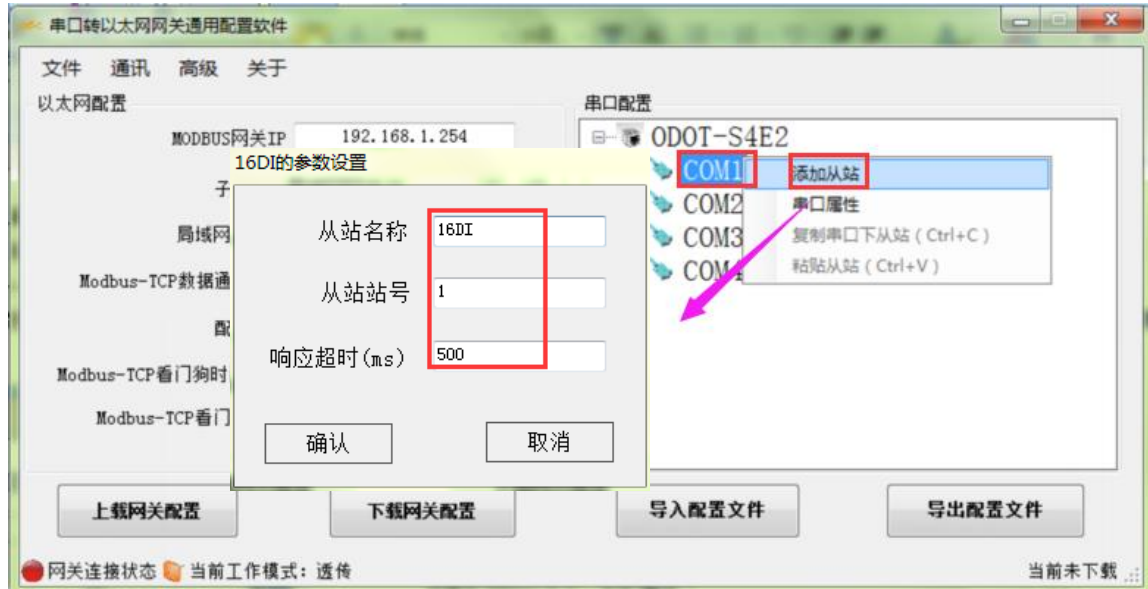 串口转以太网网关通用配置软件
文件 通讯 高级 关于
以太网配置
MODBUS网关IP 192.168.1.254
子
局域网
Modbus-TCP数据通
配
Modbus-TCP看门狗时
Modbus-TCP看门
16DI的参数设置
从站名称 16DI
从站站号 1
响应超时(ms) 500
确认 取消
串口配置
ODOT-S4E2
COM1
COM2
COM3
COM4
添加从站
串口属性
复制串口下从站(Ctrl+C)
粘贴从站(Ctrl+V)
上载网关配置 下载网关配置 导入配置文件 导出配置文件
网关连接状态 当前工作模式：透传 当前未下载